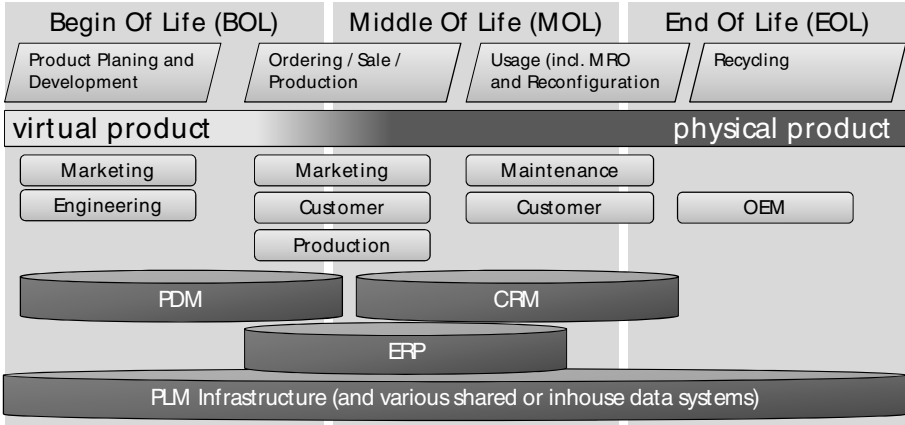 Begin Of Life (BOL)
Middle Of Life (MOL)
End Of Life (EOL)
Product Planing and
Development
Ordering / Sale /
Production
Usage (incl. MRO
and Reconfiguration
Recycling
virtual product
physical product
Marketing
Marketing
Maintenance
Engineering
Customer
Customer
OEM
Production
PDM
CRM
ERP
PLM Infrastructure (and various shared or inhouse data systems)